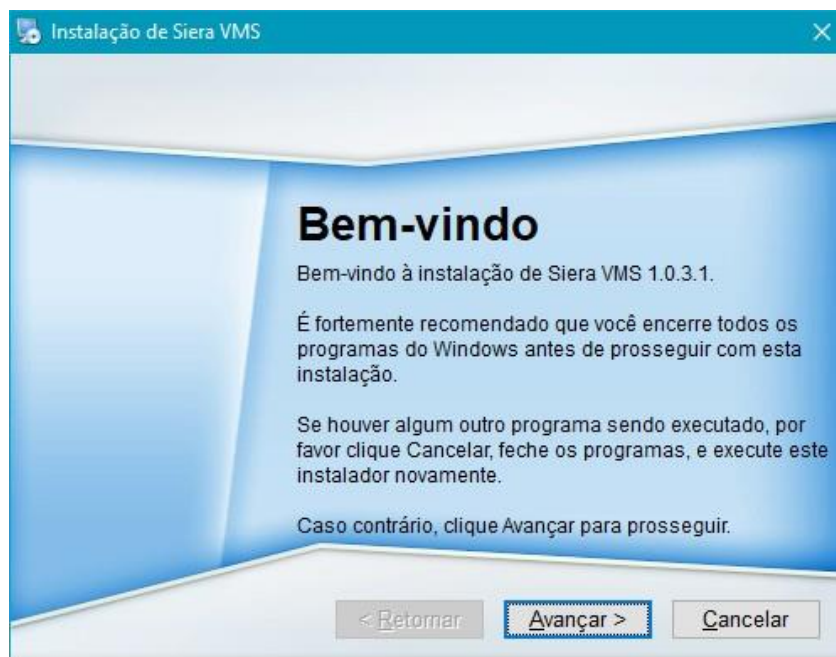 Instalação de Siera VMS
Bem-vindo
Bem-vindo à instalação de Siera VMS 1.0.3.1.
É fortemente recomendado que você encerre todos os
programas do Windows antes de prosseguir com esta
instalação.
Se houver algum outro programa sendo executado, por
favor clique Cancelar, feche os programas, e execute este
instalador novamente.
Caso contrário, clique Avançar para prosseguir.
< Retornar
Avançar >
Cancelar